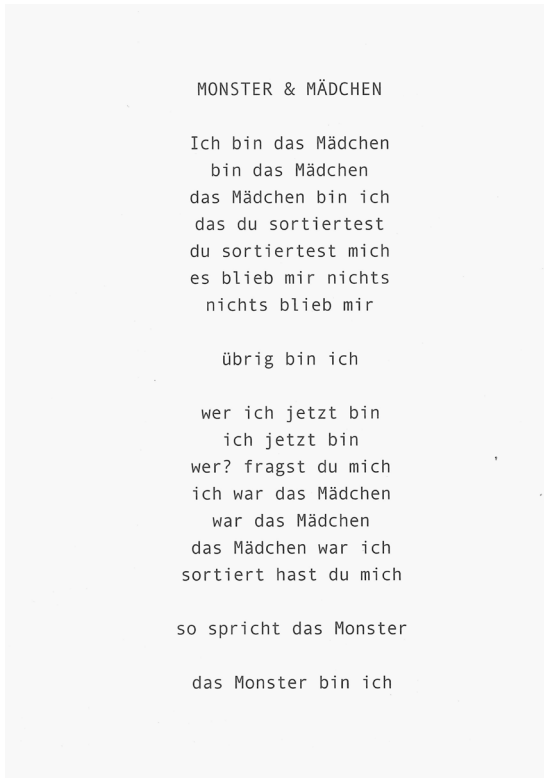 MONSTER & MÄDCHEN
Ich bin das Mädchen
bin das Mädchen
das Mädchen bin ich
das du sortiertest
du sortiertest mich
es blieb mir nichts
nichts blieb mir
übrig bin ich
wer ich jetzt bin
ich jetzt bin
wer? fragst du mich
ich war das Mädchen
war das Mädchen
das Mädchen war ich
sortiert hast du mich
so spricht das Monster
das Monster bin ich